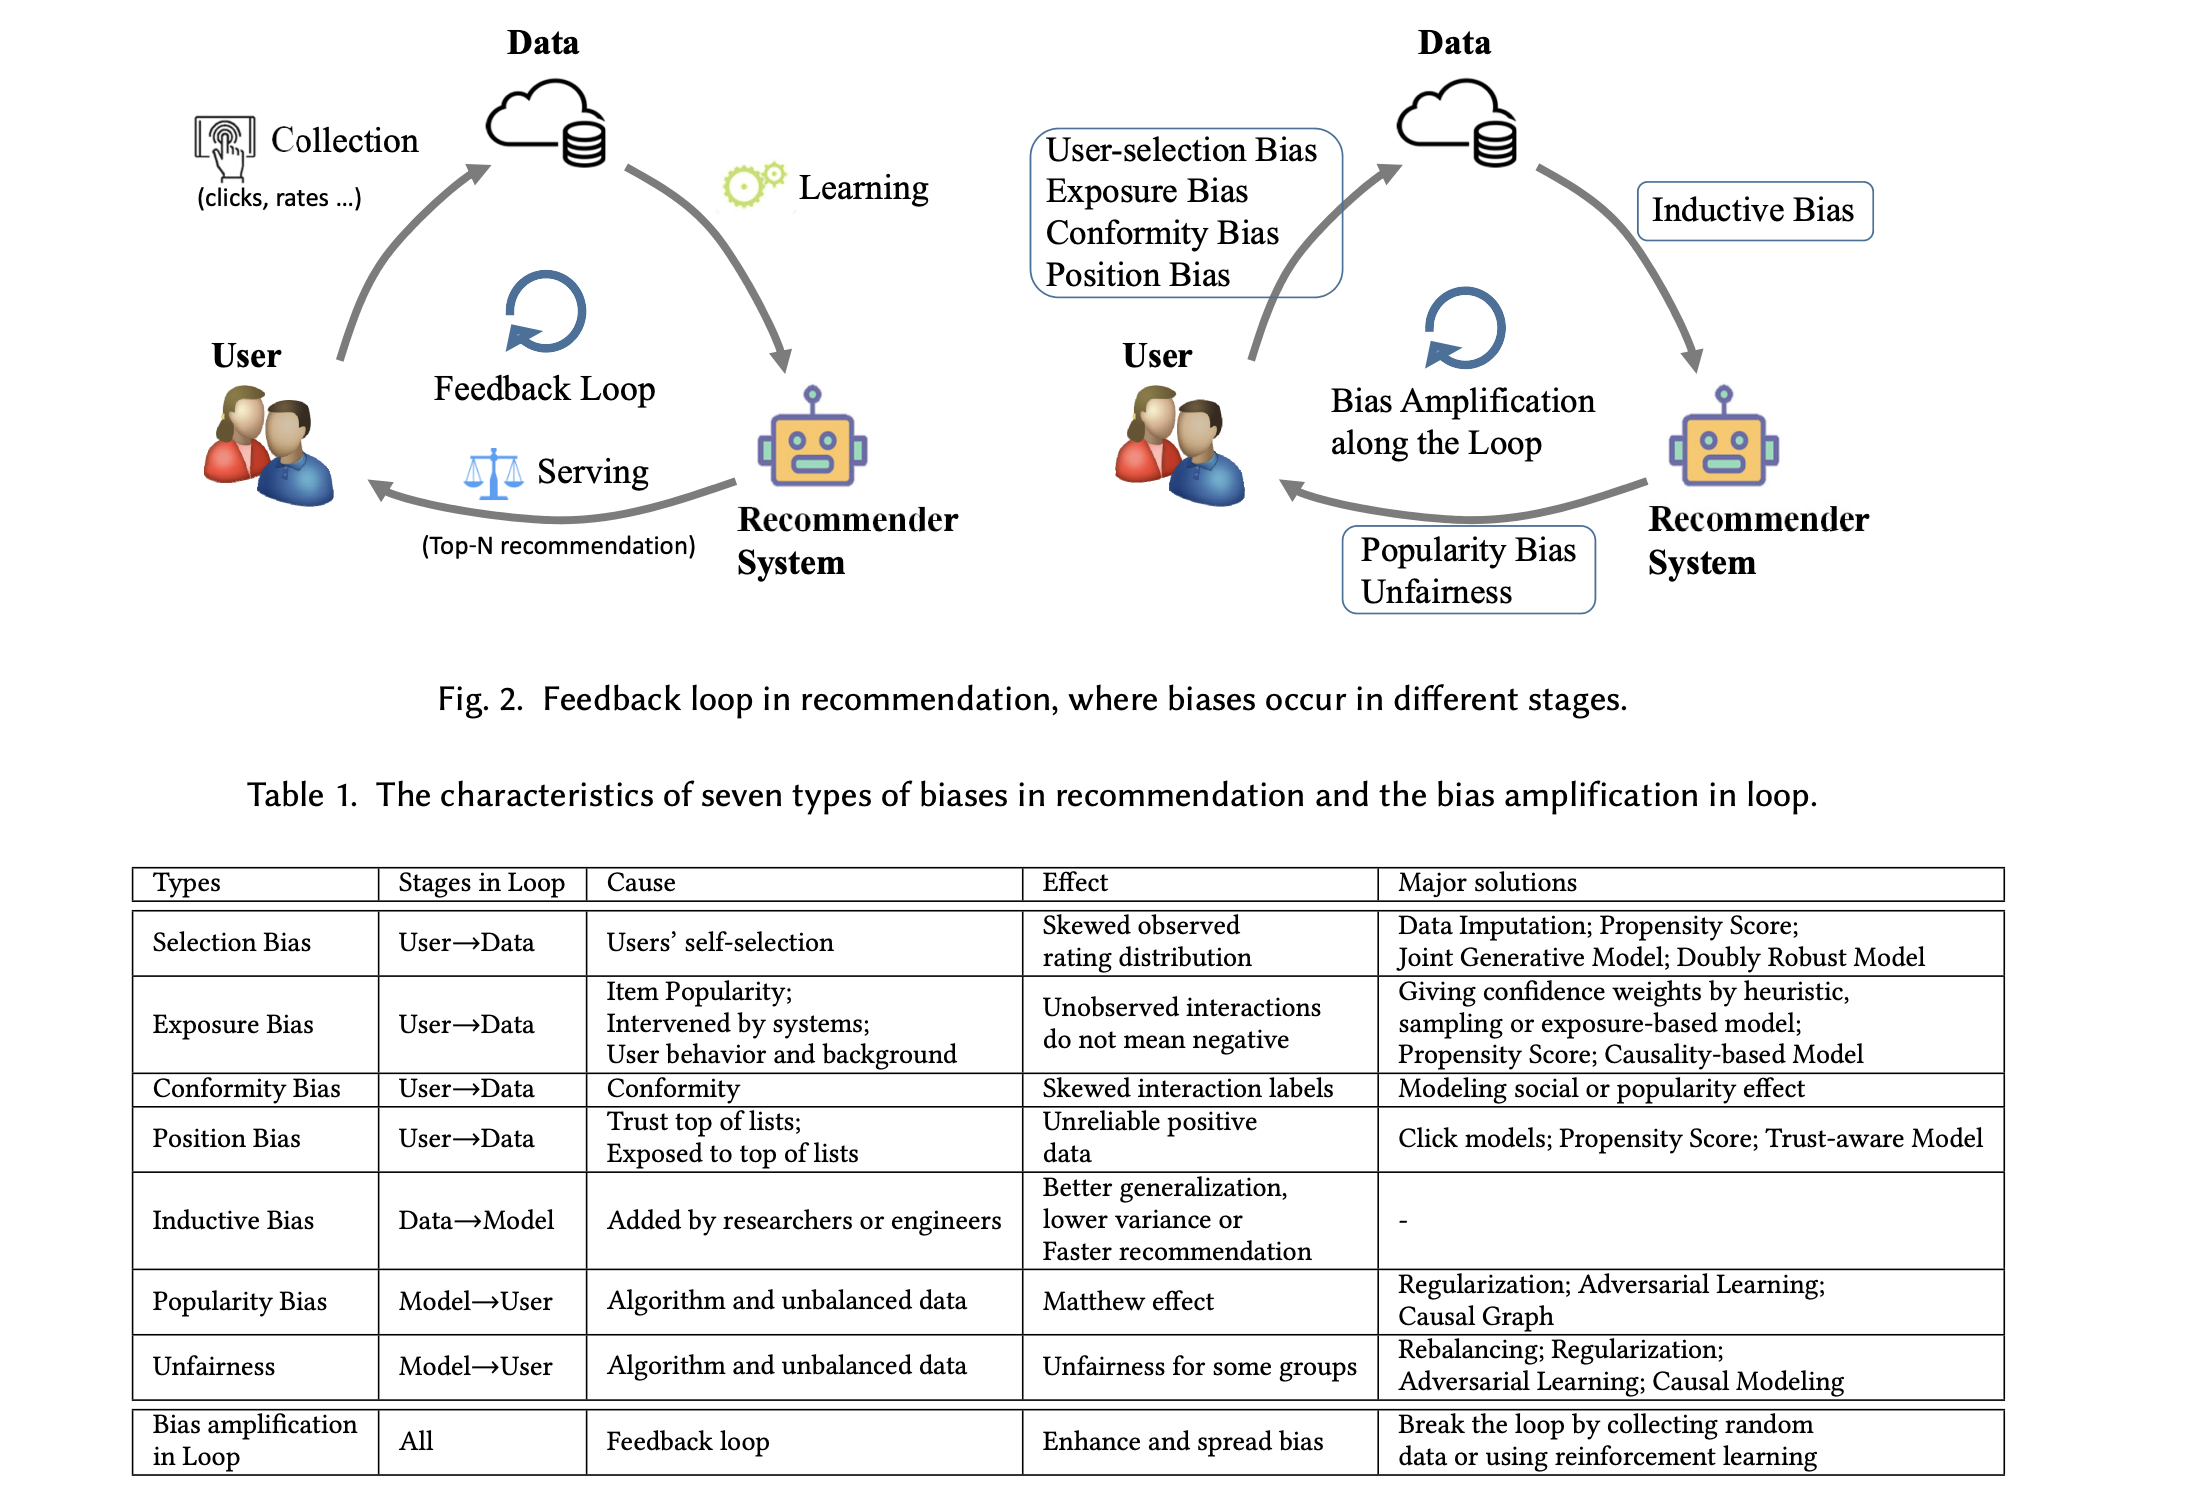 Data
Collection
(clicks, rates ...)
Learning
User
Feedback Loop
Serving
(Top-N recommendation)
Recommender
System
Data
User-selection Bias
Exposure Bias
Conformity Bias
Position Bias
Inductive Bias
User
Bias Amplification
along the Loop
Popularity Bias
Unfairness
Recommender
System
Fig. 2. Feedback loop in recommendation, where biases occur in different stages.
Table 1. The characteristics of seven types of biases in recommendation and the bias amplification in loop.
Types
Stages in Loop
Cause
Effect
Major solutions
Selection Bias
User→Data
Users’ self-selection
Skewed observed
rating distribution
Data Imputation; Propensity Score;
Joint Generative Model; Doubly Robust Model
Exposure Bias
User→Data
Item Popularity;
Intervened by systems;
User behavior and background
Unobserved interactions
do not mean negative
Giving confidence weights by heuristic,
sampling or exposure-based model;
Propensity Score; Causality-based Model
Conformity Bias
User→Data
Conformity
Skewed interaction labels
Modeling social or popularity effect
Position Bias
User→Data
Trust top of lists;
Exposed to top of lists
Unreliable positive
data
Click models; Propensity Score; Trust-aware Model
Inductive Bias
Data→Model
Added by researchers or engineers
Better generalization,
lower variance or
Faster recommendation
-
Popularity Bias
Model→User
Algorithm and unbalanced data
Matthew effect
Regularization; Adversarial Learning;
Causal Graph
Unfairness
Model→User
Algorithm and unbalanced data
Unfairness for some groups
Rebalancing; Regularization;
Adversarial Learning; Causal Modeling
Bias amplification
in Loop
All
Feedback loop
Enhance and spread bias
Break the loop by collecting random
data or using reinforcement learning